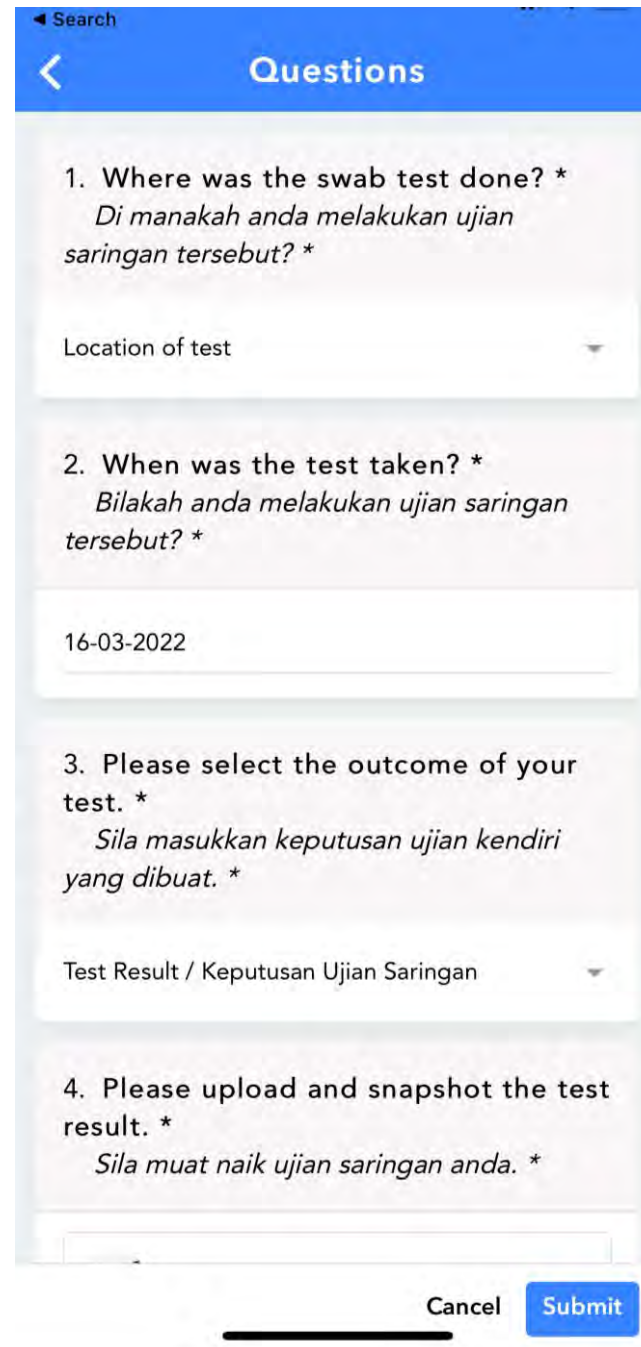 ◀ Search
Questions
1. Where was the swab test done? *
Di manakah anda melakukan ujian
saringan tersebut? *
Location of test
2. When was the test taken? *
Bilakah anda melakukan ujian saringan
tersebut? *
16-03-2022
3. Please select the outcome of your
test. *
Sila masukkan keputusan ujian kendiri
yang dibuat. *
Test Result / Keputusan Ujian Saringan
4. Please upload and snapshot the test
result. *
Sila muat naik ujian saringan anda. *
Cancel Submit